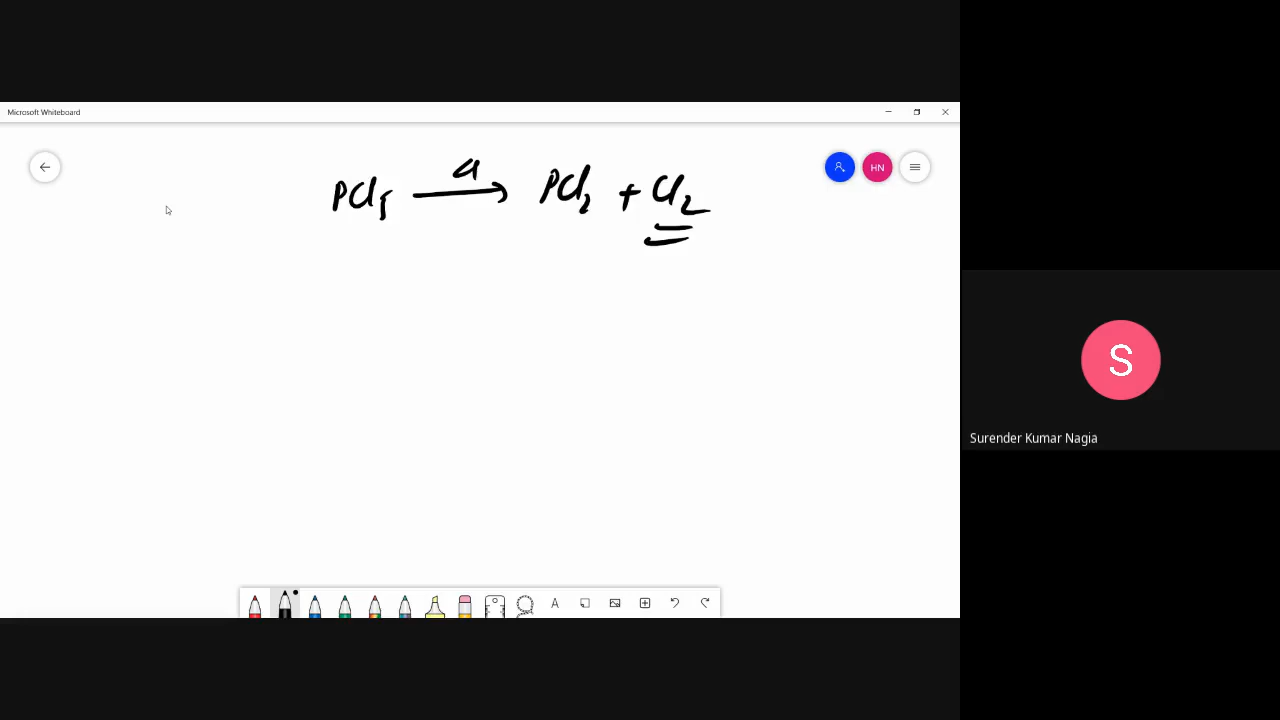 Microsoft Whiteboard
HN
Δ
PCl5 → PCl3 + Cl2
A
S
Surender Kumar Nagia